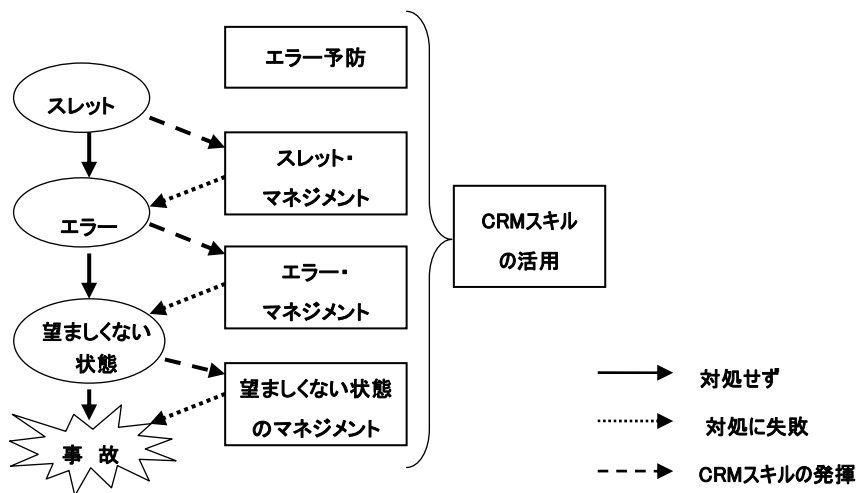 エラー予防
スレット
スレット・
マネジメント
エラー
エラー・
マネジメント
CRMスキル
の活用
望ましくない
状態
望ましくない状態
のマネジメント
事 故
対処せず
対処に失敗
CRMスキルの発揮